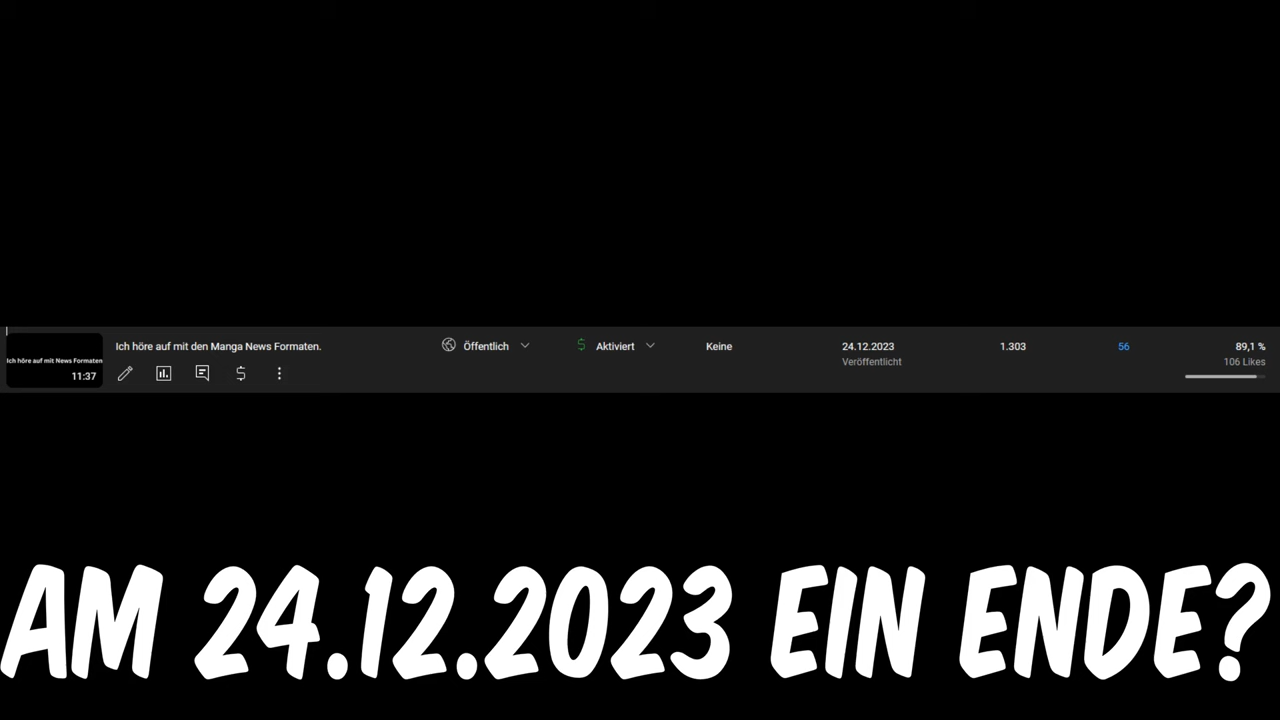 Ich höre auf mit News Formaten
11:37
Ich höre auf mit den Manga News Formaten.
Öffentlich
$ Aktiviert
Keine
24.12.2023
Veröffentlicht
1.303
56
89,1 %
106 Likes
AM 24.12.2023 EIN ENDE?